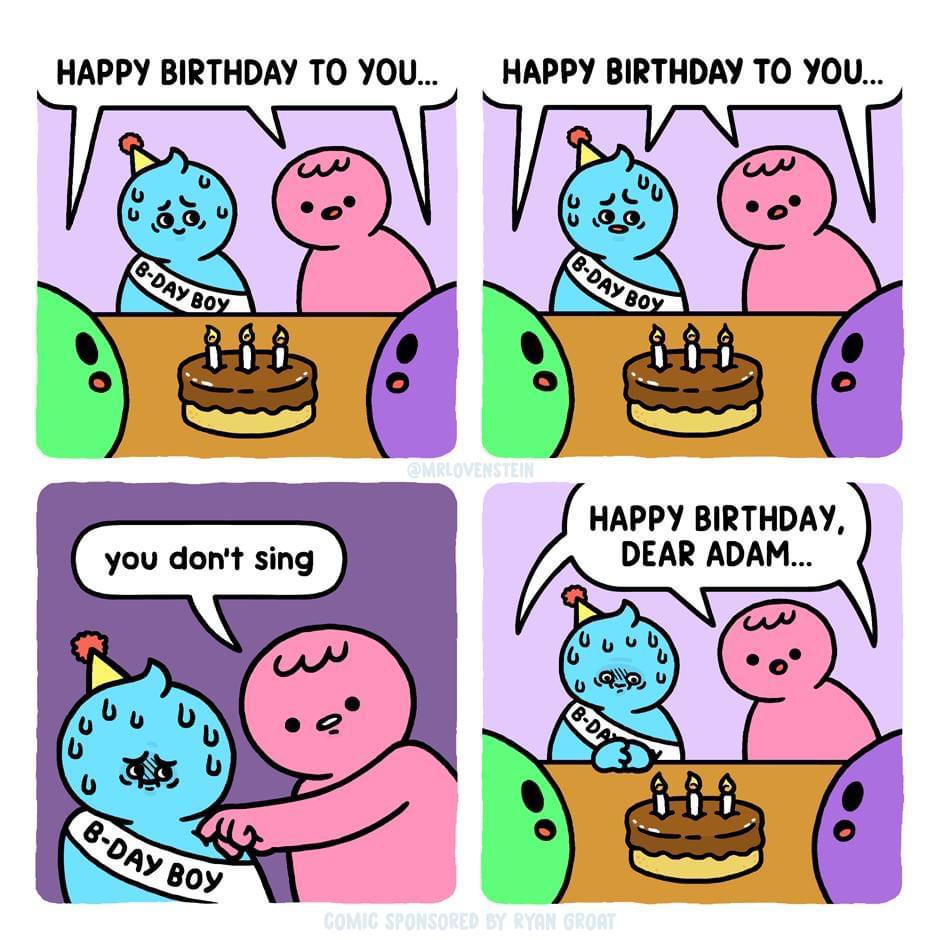 HAPPY BIRTHDAY TO YOU...
B-DAY BOY
HAPPY BIRTHDAY TO YOU...
B-DAY BOY
@MRLOVENSTEIN
you don't sing
B-DAY BOY
HAPPY BIRTHDAY,
DEAR ADAM...
B-DA
COMIC SPONSORED BY RYAN GROAT